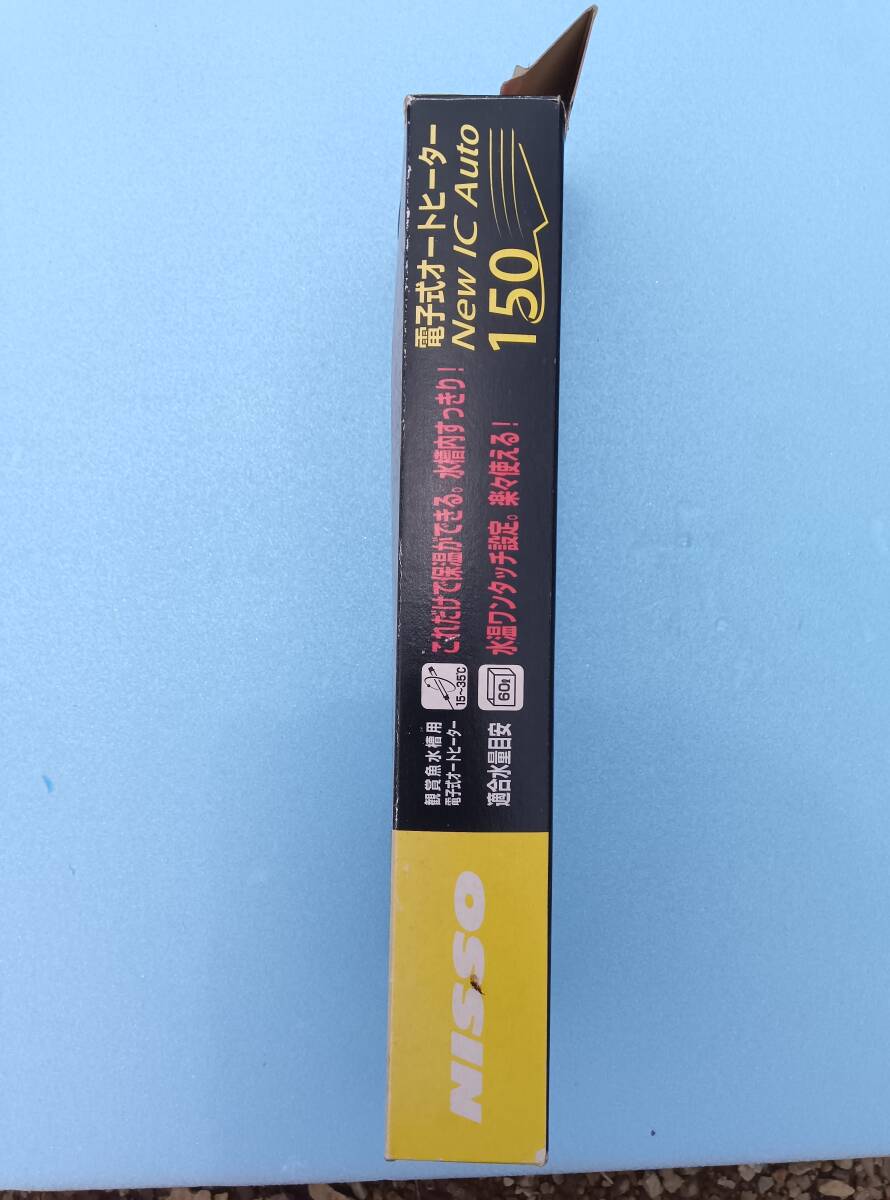 NISSO
観賞魚水槽用
電子式オートヒーター
15~35℃
適合水量目安
60ℓ
これだけで保温ができる。水槽内すっきり！
水温ワンタッチ設定。楽々使える！
電子式オートヒーター
New IC Auto
150